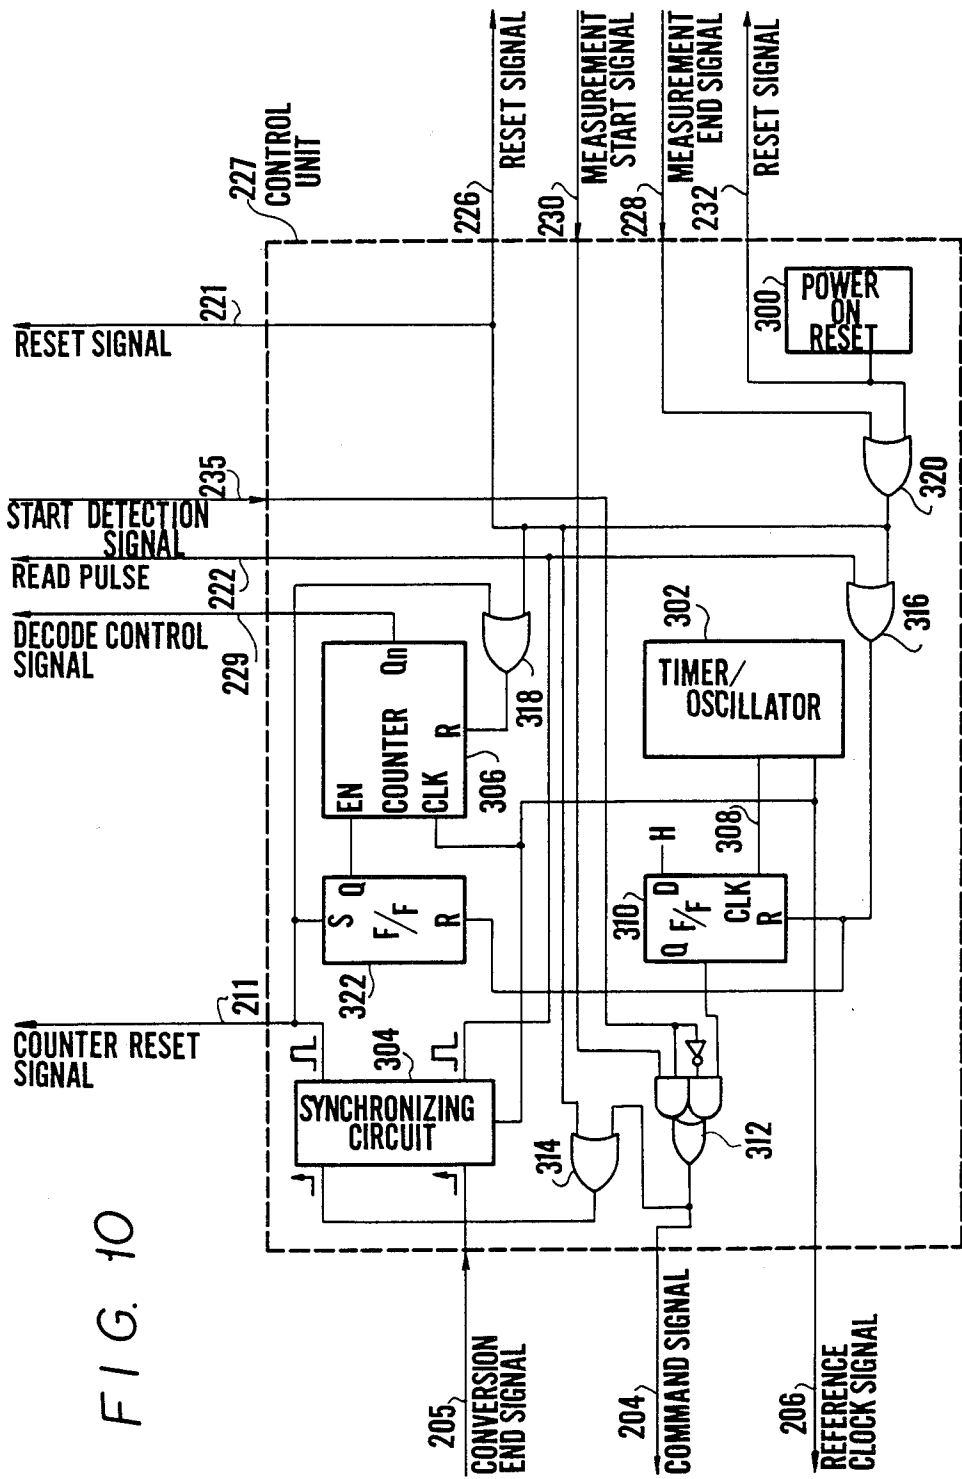 FIG. 10
COUNTER RESET
SIGNAL
211
DECODE CONTROL
SIGNAL
229
READ PULSE
222
START DETECTION
SIGNAL
235
RESET SIGNAL
221
227
CONTROL
UNIT
205
CONVERSION
END SIGNAL
SYNCHRONIZING
CIRCUIT
304
S
Q
F/F
R
322
EN
Qn
COUNTER
CLK
R
306
318
226
RESET SIGNAL
314
230
MEASUREMENT
START SIGNAL
204
COMMAND SIGNAL
312
310
Q
D
F/F
CLK
R
H
308
302
TIMER/
OSCILLATOR
228
MEASUREMENT
END SIGNAL
232
RESET SIGNAL
300
POWER
ON
RESET
206
REFERENCE
CLOCK SIGNAL
316
320